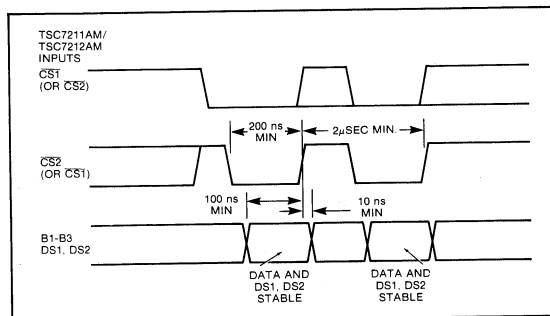 TSC7211AM/
TSC7212AM
INPUTS
CS1
(OR CS2)
200 ns
MIN
2µSEC MIN.
CS2
(OR CS1)
100 ns
MIN
10 ns
MIN
B1-B3
DS1, DS2
DATA AND
DS1, DS2
STABLE
DATA AND
DS1, DS2
STABLE